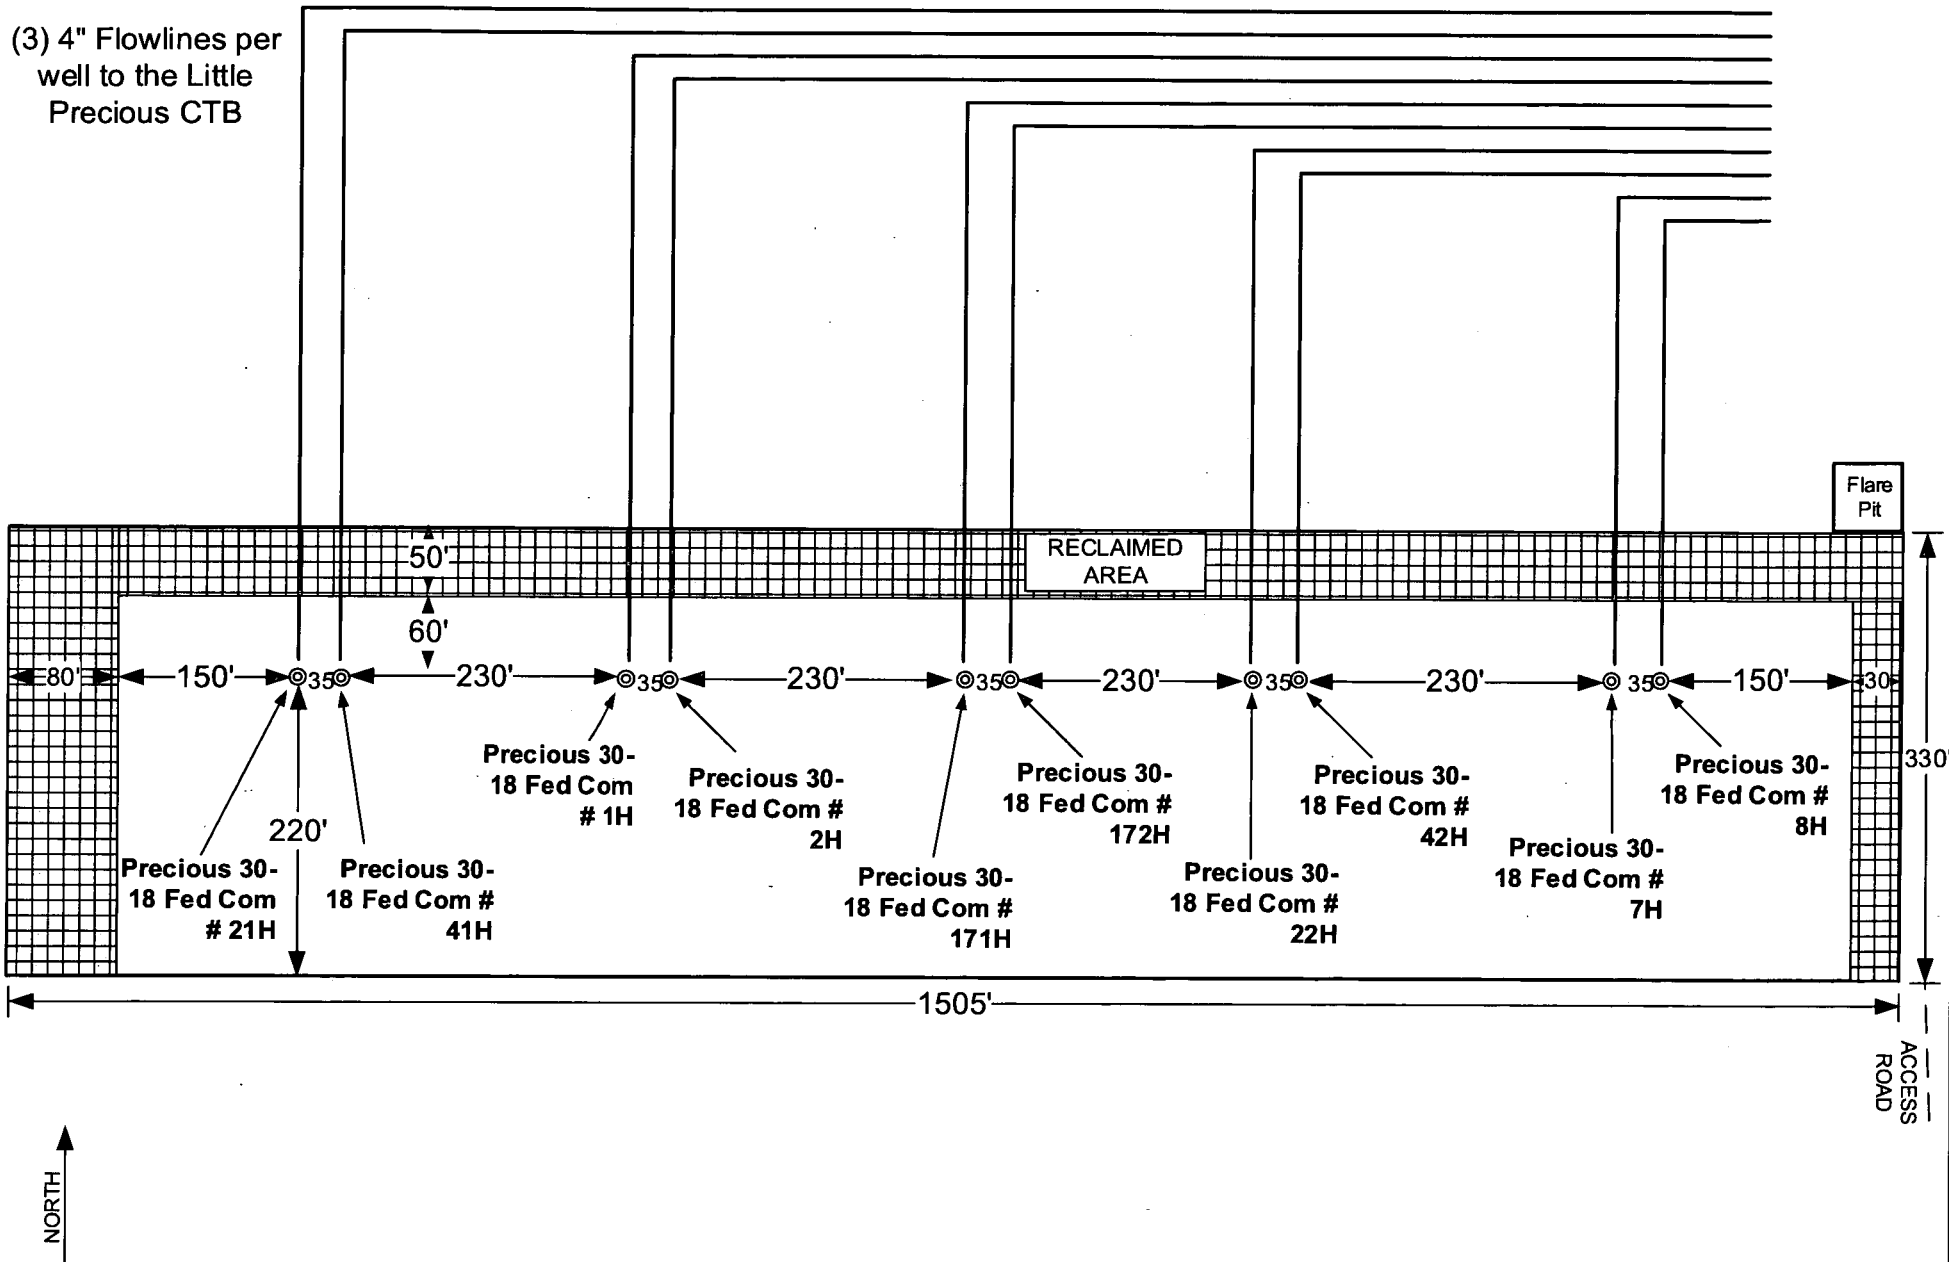 (3) 4" Flowlines per
well to the Little
Precious CTB
Flare
Pit
50'
RECLAIMED
AREA
60'
80'
150'
35
230'
35
230'
35
230'
35
230'
35
150'
30
330'
220'
Precious 30-
18 Fed Com
# 21H
Precious 30-
18 Fed Com #
41H
Precious 30-
18 Fed Com
# 1H
Precious 30-
18 Fed Com #
2H
Precious 30-
18 Fed Com #
171H
Precious 30-
18 Fed Com #
172H
Precious 30-
18 Fed Com #
22H
Precious 30-
18 Fed Com #
42H
Precious 30-
18 Fed Com #
7H
Precious 30-
18 Fed Com #
8H
1505'
ACCESS
ROAD
NORTH